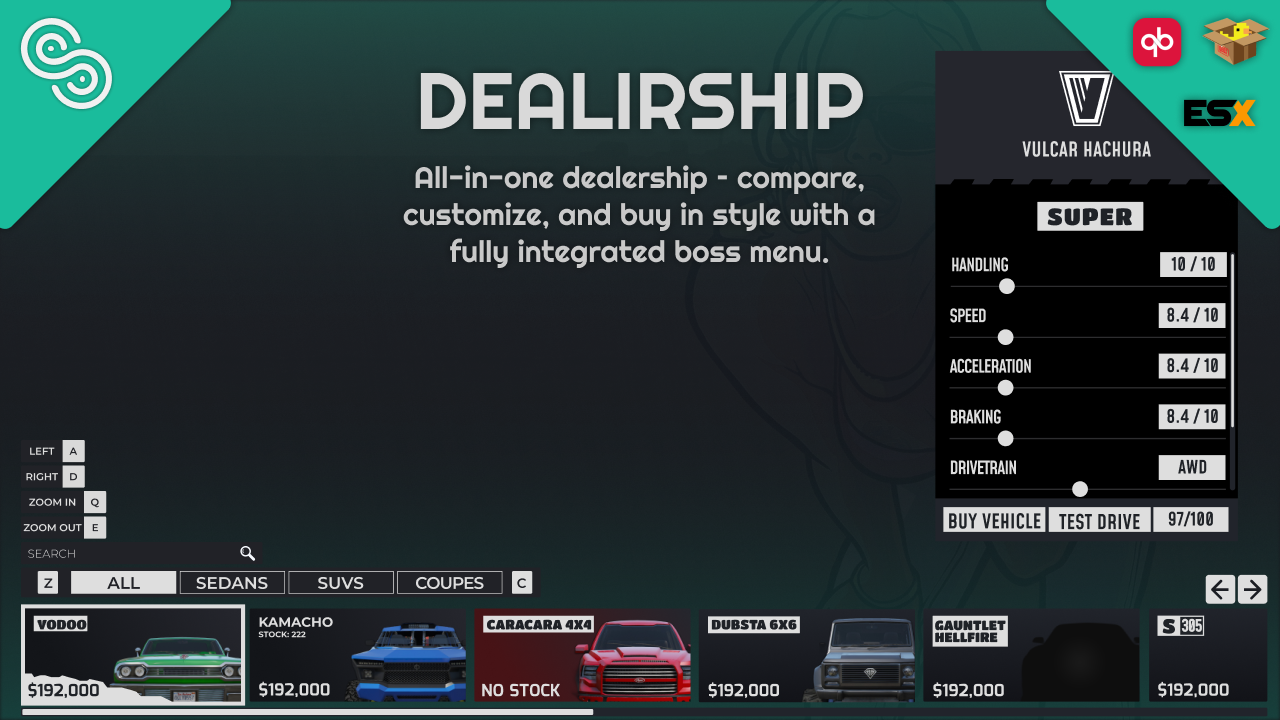 DEALIRSHIP
All-in-one dealership - compare,
customize, and buy in style with a
fully integrated boss menu.
qb
ESX
VULCAR HACHURA
SUPER
HANDLING 10 / 10
SPEED 8.4 / 10
ACCELERATION 8.4 / 10
BRAKING 8.4 / 10
DRIVETRAIN AWD
BUY VEHICLE TEST DRIVE 97/100
LEFT A
RIGHT D
ZOOM IN Q
ZOOM OUT E
SEARCH
Z ALL SEDANS SUVS COUPES C
VODOO
$192,000
KAMACHO
STOCK: 222
$192,000
CARACARA 4X4
NO STOCK
DUBSTA 6X6
$192,000
GAUNTLET
HELLFIRE
$192,000
S 305
$192,000